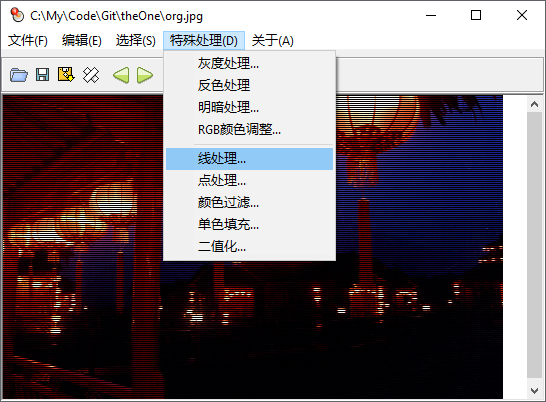 C:\My\Code\Git\theOne\org.jpg
文件(F) 编辑(E) 选择(S) 特殊处理(D) 关于(A)
灰度处理...
反色处理
明暗处理...
RGB颜色调整...
线处理...
点处理...
颜色过滤...
单色填充...
二值化...